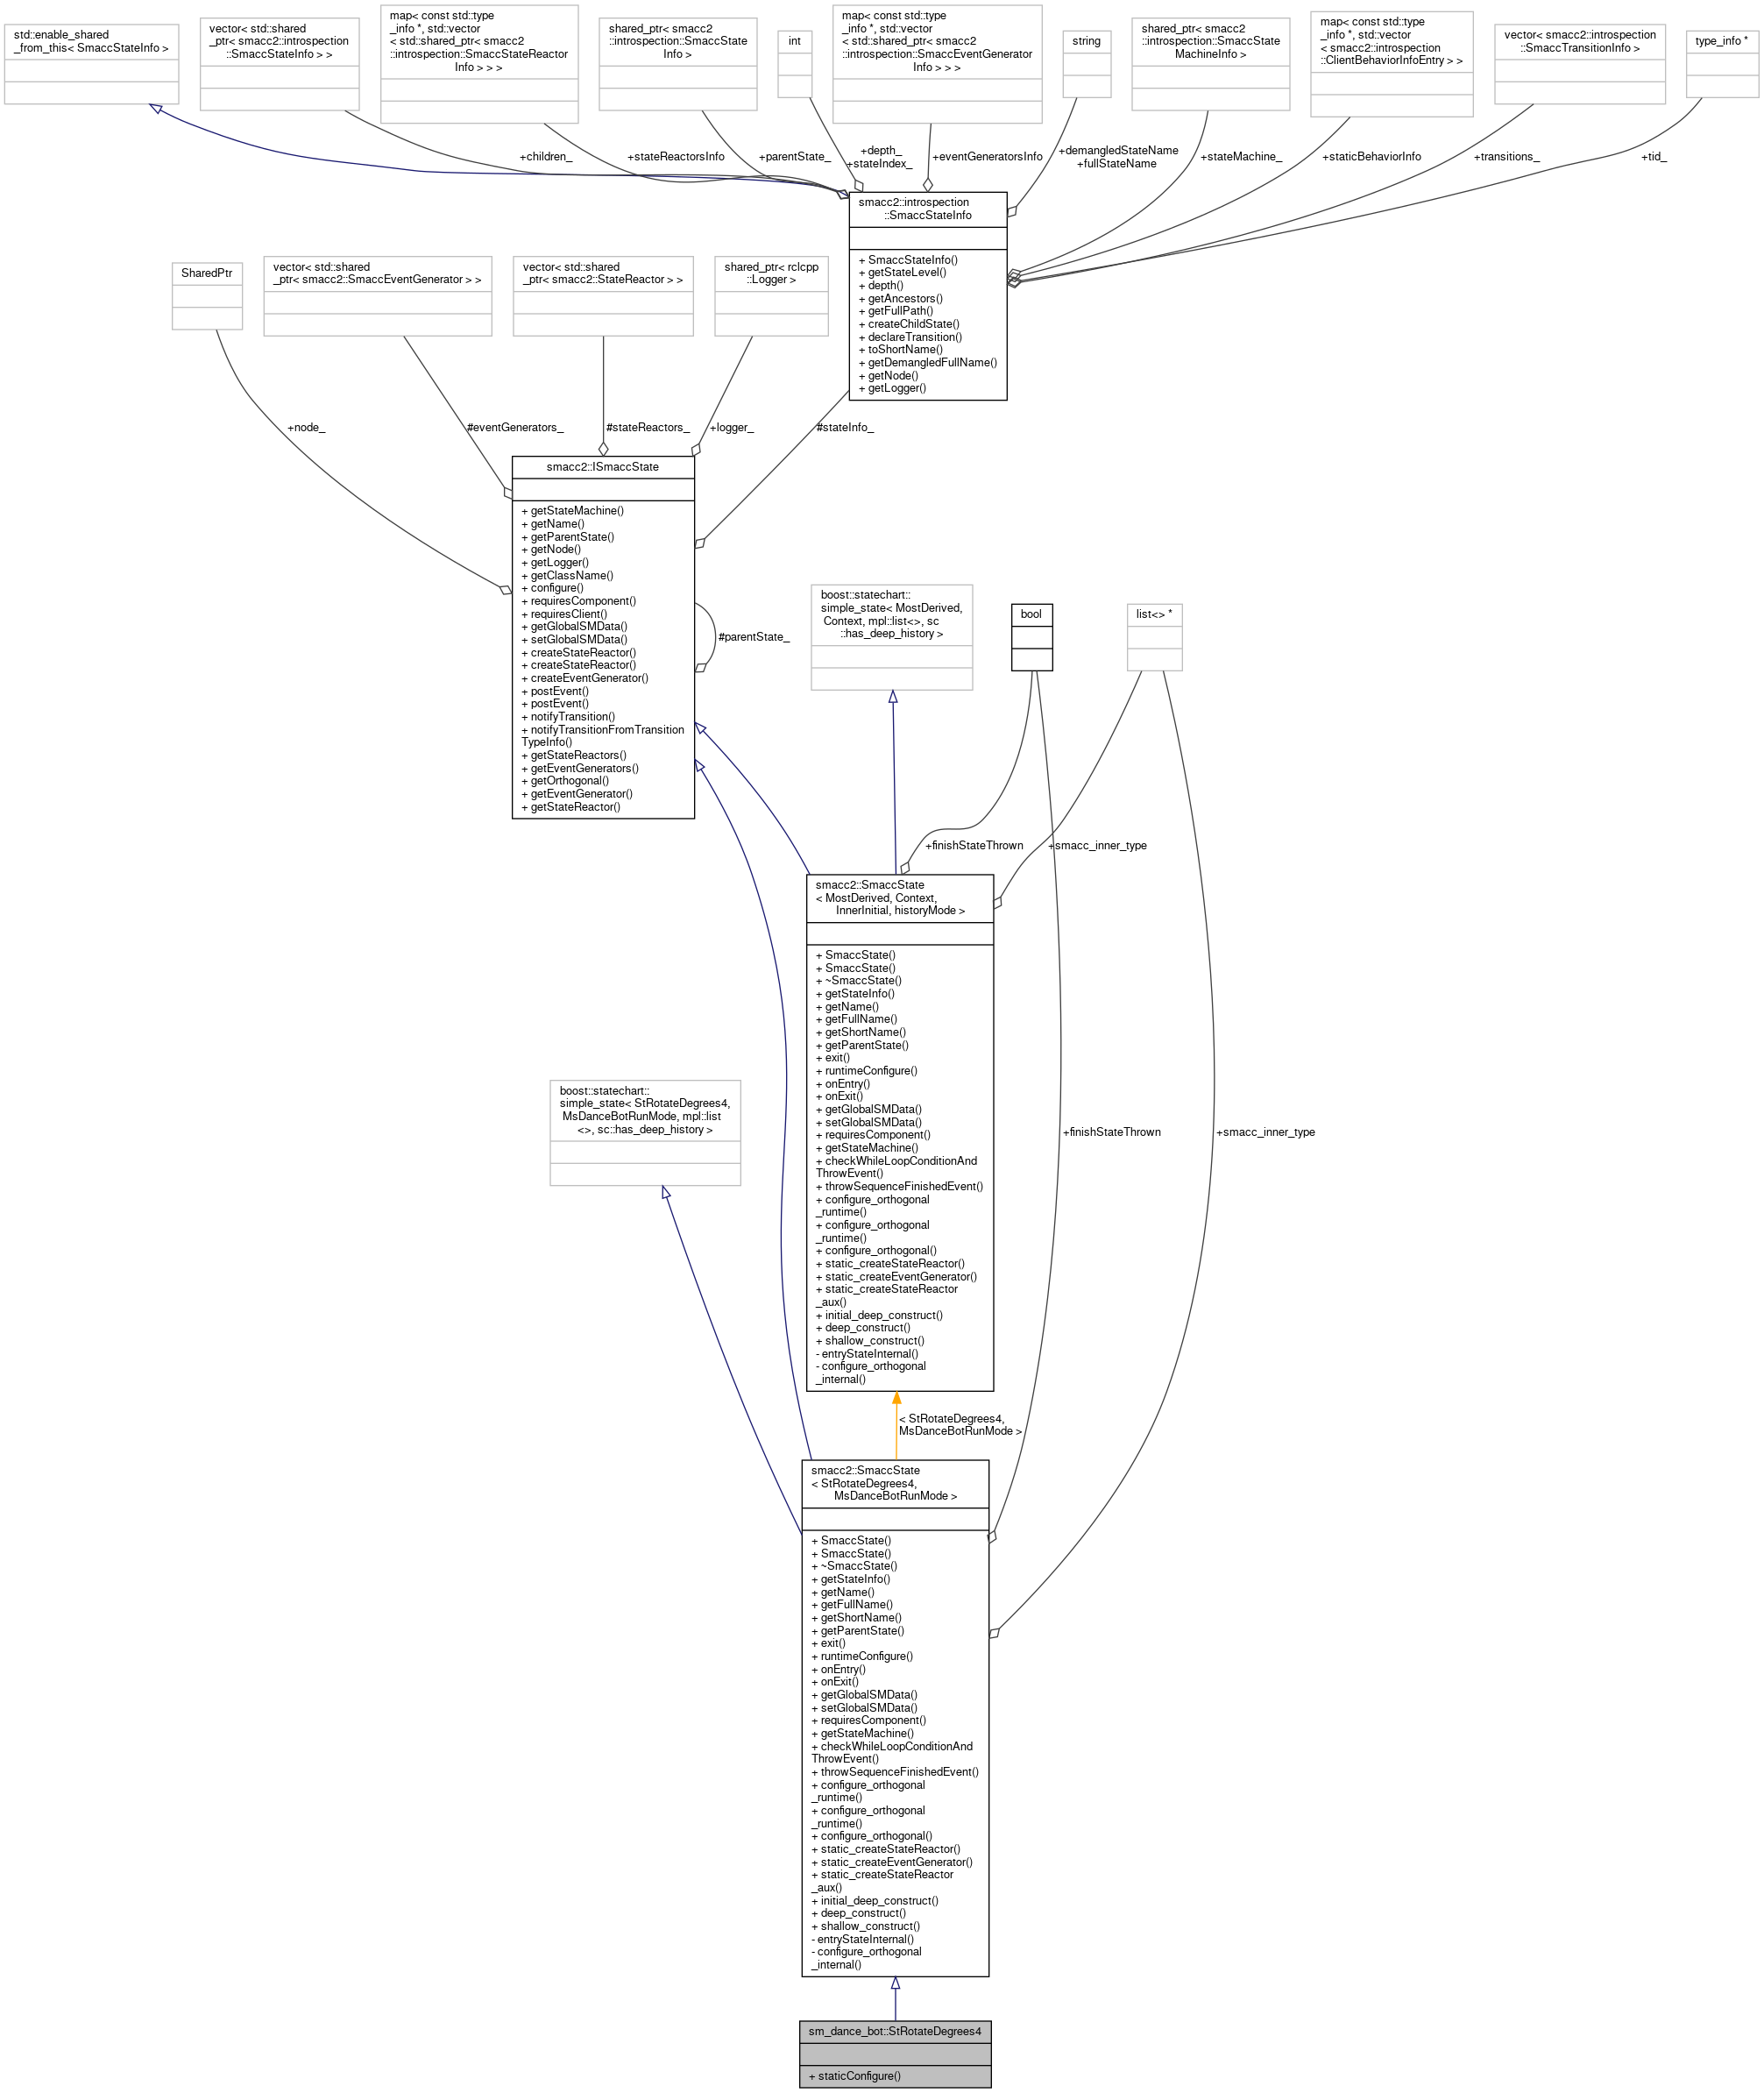 std::enable_shared
_from_this< SmaccStateInfo >
vector< std::shared
_ptr< smacc2::introspection
::SmaccStateInfo > >
map< const std::type
_info *, std::vector
< std::shared_ptr< smacc2
::introspection::SmaccStateReactor
Info > > >
shared_ptr< smacc2
::introspection::SmaccState
Info >
int
map< const std::type
_info *, std::vector
< std::shared_ptr< smacc2
::introspection::SmaccEventGenerator
Info > > >
string
shared_ptr< smacc2
::introspection::SmaccState
MachineInfo >
map< const std::type
_info *, std::vector
< smacc2::introspection
::ClientBehaviorInfoEntry > >
vector< smacc2::introspection
::SmaccTransitionInfo >
type_info *
+children_
+stateReactorsInfo
+parentState_
+depth_
+stateIndex_
+eventGeneratorsInfo
+demangledStateName
+fullStateName
+stateMachine_
+staticBehaviorInfo
+transitions_
+tid_
smacc2::introspection
::SmaccStateInfo
+ SmaccStateInfo()
+ getStateLevel()
+ depth()
+ getAncestors()
+ getFullPath()
+ createChildState()
+ declareTransition()
+ toShortName()
+ getDemangledFullName()
+ getNode()
+ getLogger()
SharedPtr
vector< std::shared
_ptr< smacc2::SmaccEventGenerator > >
vector< std::shared
_ptr< smacc2::StateReactor > >
shared_ptr< rclcpp
::Logger >
+node_
#eventGenerators_
#stateReactors_
+logger_
#stateInfo_
smacc2::ISmaccState
+ getStateMachine()
+ getName()
+ getParentState()
+ getNode()
+ getLogger()
+ getClassName()
+ configure()
+ requiresComponent()
+ requiresClient()
+ getGlobalSMData()
+ setGlobalSMData()
+ createStateReactor()
+ createStateReactor()
+ createEventGenerator()
+ postEvent()
+ postEvent()
+ notifyTransition()
+ notifyTransitionFromTransition
TypeInfo()
+ getStateReactors()
+ getEventGenerators()
+ getOrthogonal()
+ getEventGenerator()
+ getStateReactor()
#parentState_
boost::statechart::
simple_state< MostDerived,
Context, mpl::list<>, sc
::has_deep_history >
bool
list<> *
+finishStateThrown
+smacc_inner_type
smacc2::SmaccState
< MostDerived, Context,
InnerInitial, historyMode >
+ SmaccState()
+ SmaccState()
+ ~SmaccState()
+ getStateInfo()
+ getName()
+ getFullName()
+ getShortName()
+ getParentState()
+ exit()
+ runtimeConfigure()
+ onEntry()
+ onExit()
+ getGlobalSMData()
+ setGlobalSMData()
+ requiresComponent()
+ getStateMachine()
+ checkWhileLoopConditionAnd
ThrowEvent()
+ throwSequenceFinishedEvent()
+ configure_orthogonal
_runtime()
+ configure_orthogonal
_runtime()
+ configure_orthogonal()
+ static_createStateReactor()
+ static_createEventGenerator()
+ static_createStateReactor
_aux()
+ initial_deep_construct()
+ deep_construct()
+ shallow_construct()
- entryStateInternal()
- configure_orthogonal
_internal()
boost::statechart::
simple_state< StRotateDegrees4,
MsDanceBotRunMode, mpl::list
<>, sc::has_deep_history >
+finishStateThrown
+smacc_inner_type
< StRotateDegrees4,
MsDanceBotRunMode >
smacc2::SmaccState
< StRotateDegrees4,
MsDanceBotRunMode >
+ SmaccState()
+ SmaccState()
+ ~SmaccState()
+ getStateInfo()
+ getName()
+ getFullName()
+ getShortName()
+ getParentState()
+ exit()
+ runtimeConfigure()
+ onEntry()
+ onExit()
+ getGlobalSMData()
+ setGlobalSMData()
+ requiresComponent()
+ getStateMachine()
+ checkWhileLoopConditionAnd
ThrowEvent()
+ throwSequenceFinishedEvent()
+ configure_orthogonal
_runtime()
+ configure_orthogonal
_runtime()
+ configure_orthogonal()
+ static_createStateReactor()
+ static_createEventGenerator()
+ static_createStateReactor
_aux()
+ initial_deep_construct()
+ deep_construct()
+ shallow_construct()
- entryStateInternal()
- configure_orthogonal
_internal()
sm_dance_bot::StRotateDegrees4
+ staticConfigure()